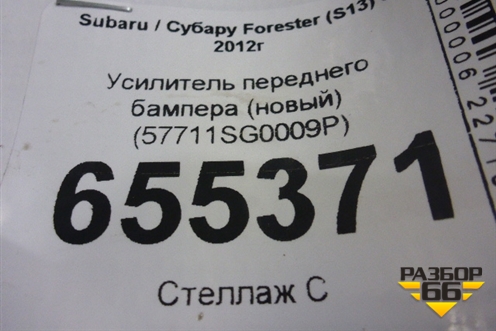 Subaru / Субару Forester (S13)
2012г
Усилитель переднего
бампера (новый)
(57711SG0009P)
655371
Стеллаж С
РАЗБОР
66